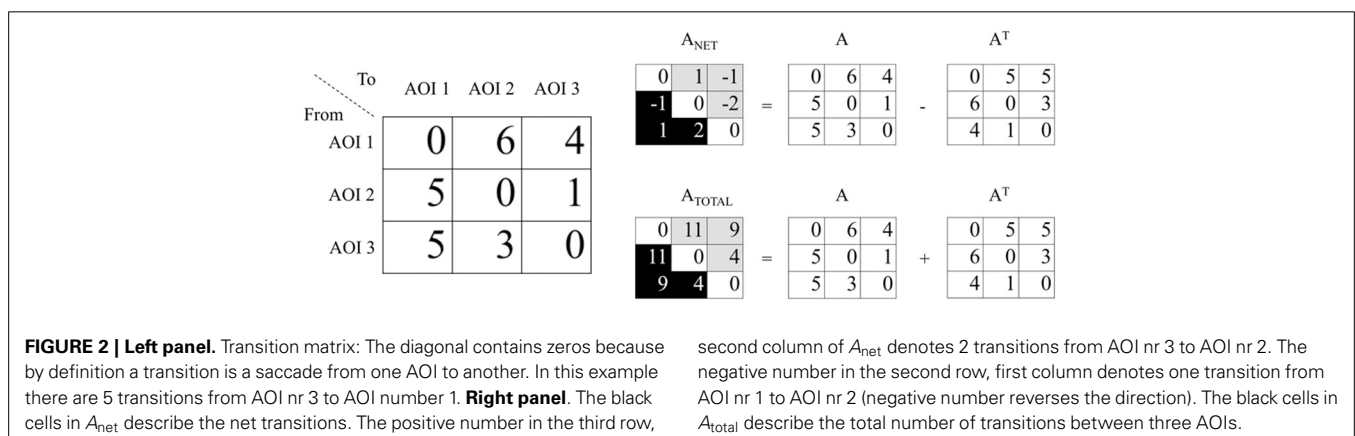 To
From
AOI 1 AOI 2 AOI 3
AOI 1 0 6 4
AOI 2 5 0 1
AOI 3 5 3 0
A_NET A A^T
0 1 -1 0 6 4 0 5 5
-1 0 -2 = 5 0 1 - 6 0 3
1 2 0 5 3 0 4 1 0
A_TOTAL A A^T
0 11 9 0 6 4 0 5 5
11 0 4 = 5 0 1 + 6 0 3
9 4 0 5 3 0 4 1 0
FIGURE 2 | Left panel. Transition matrix: The diagonal contains zeros because
by definition a transition is a saccade from one AOI to another. In this example
there are 5 transitions from AOI nr 3 to AOI number 1. Right panel. The black
cells in A_net describe the net transitions. The positive number in the third row,
second column of A_net denotes 2 transitions from AOI nr 3 to AOI nr 2. The
negative number in the second row, first column denotes one transition from
AOI nr 1 to AOI nr 2 (negative number reverses the direction). The black cells in
A_total describe the total number of transitions between three AOIs.